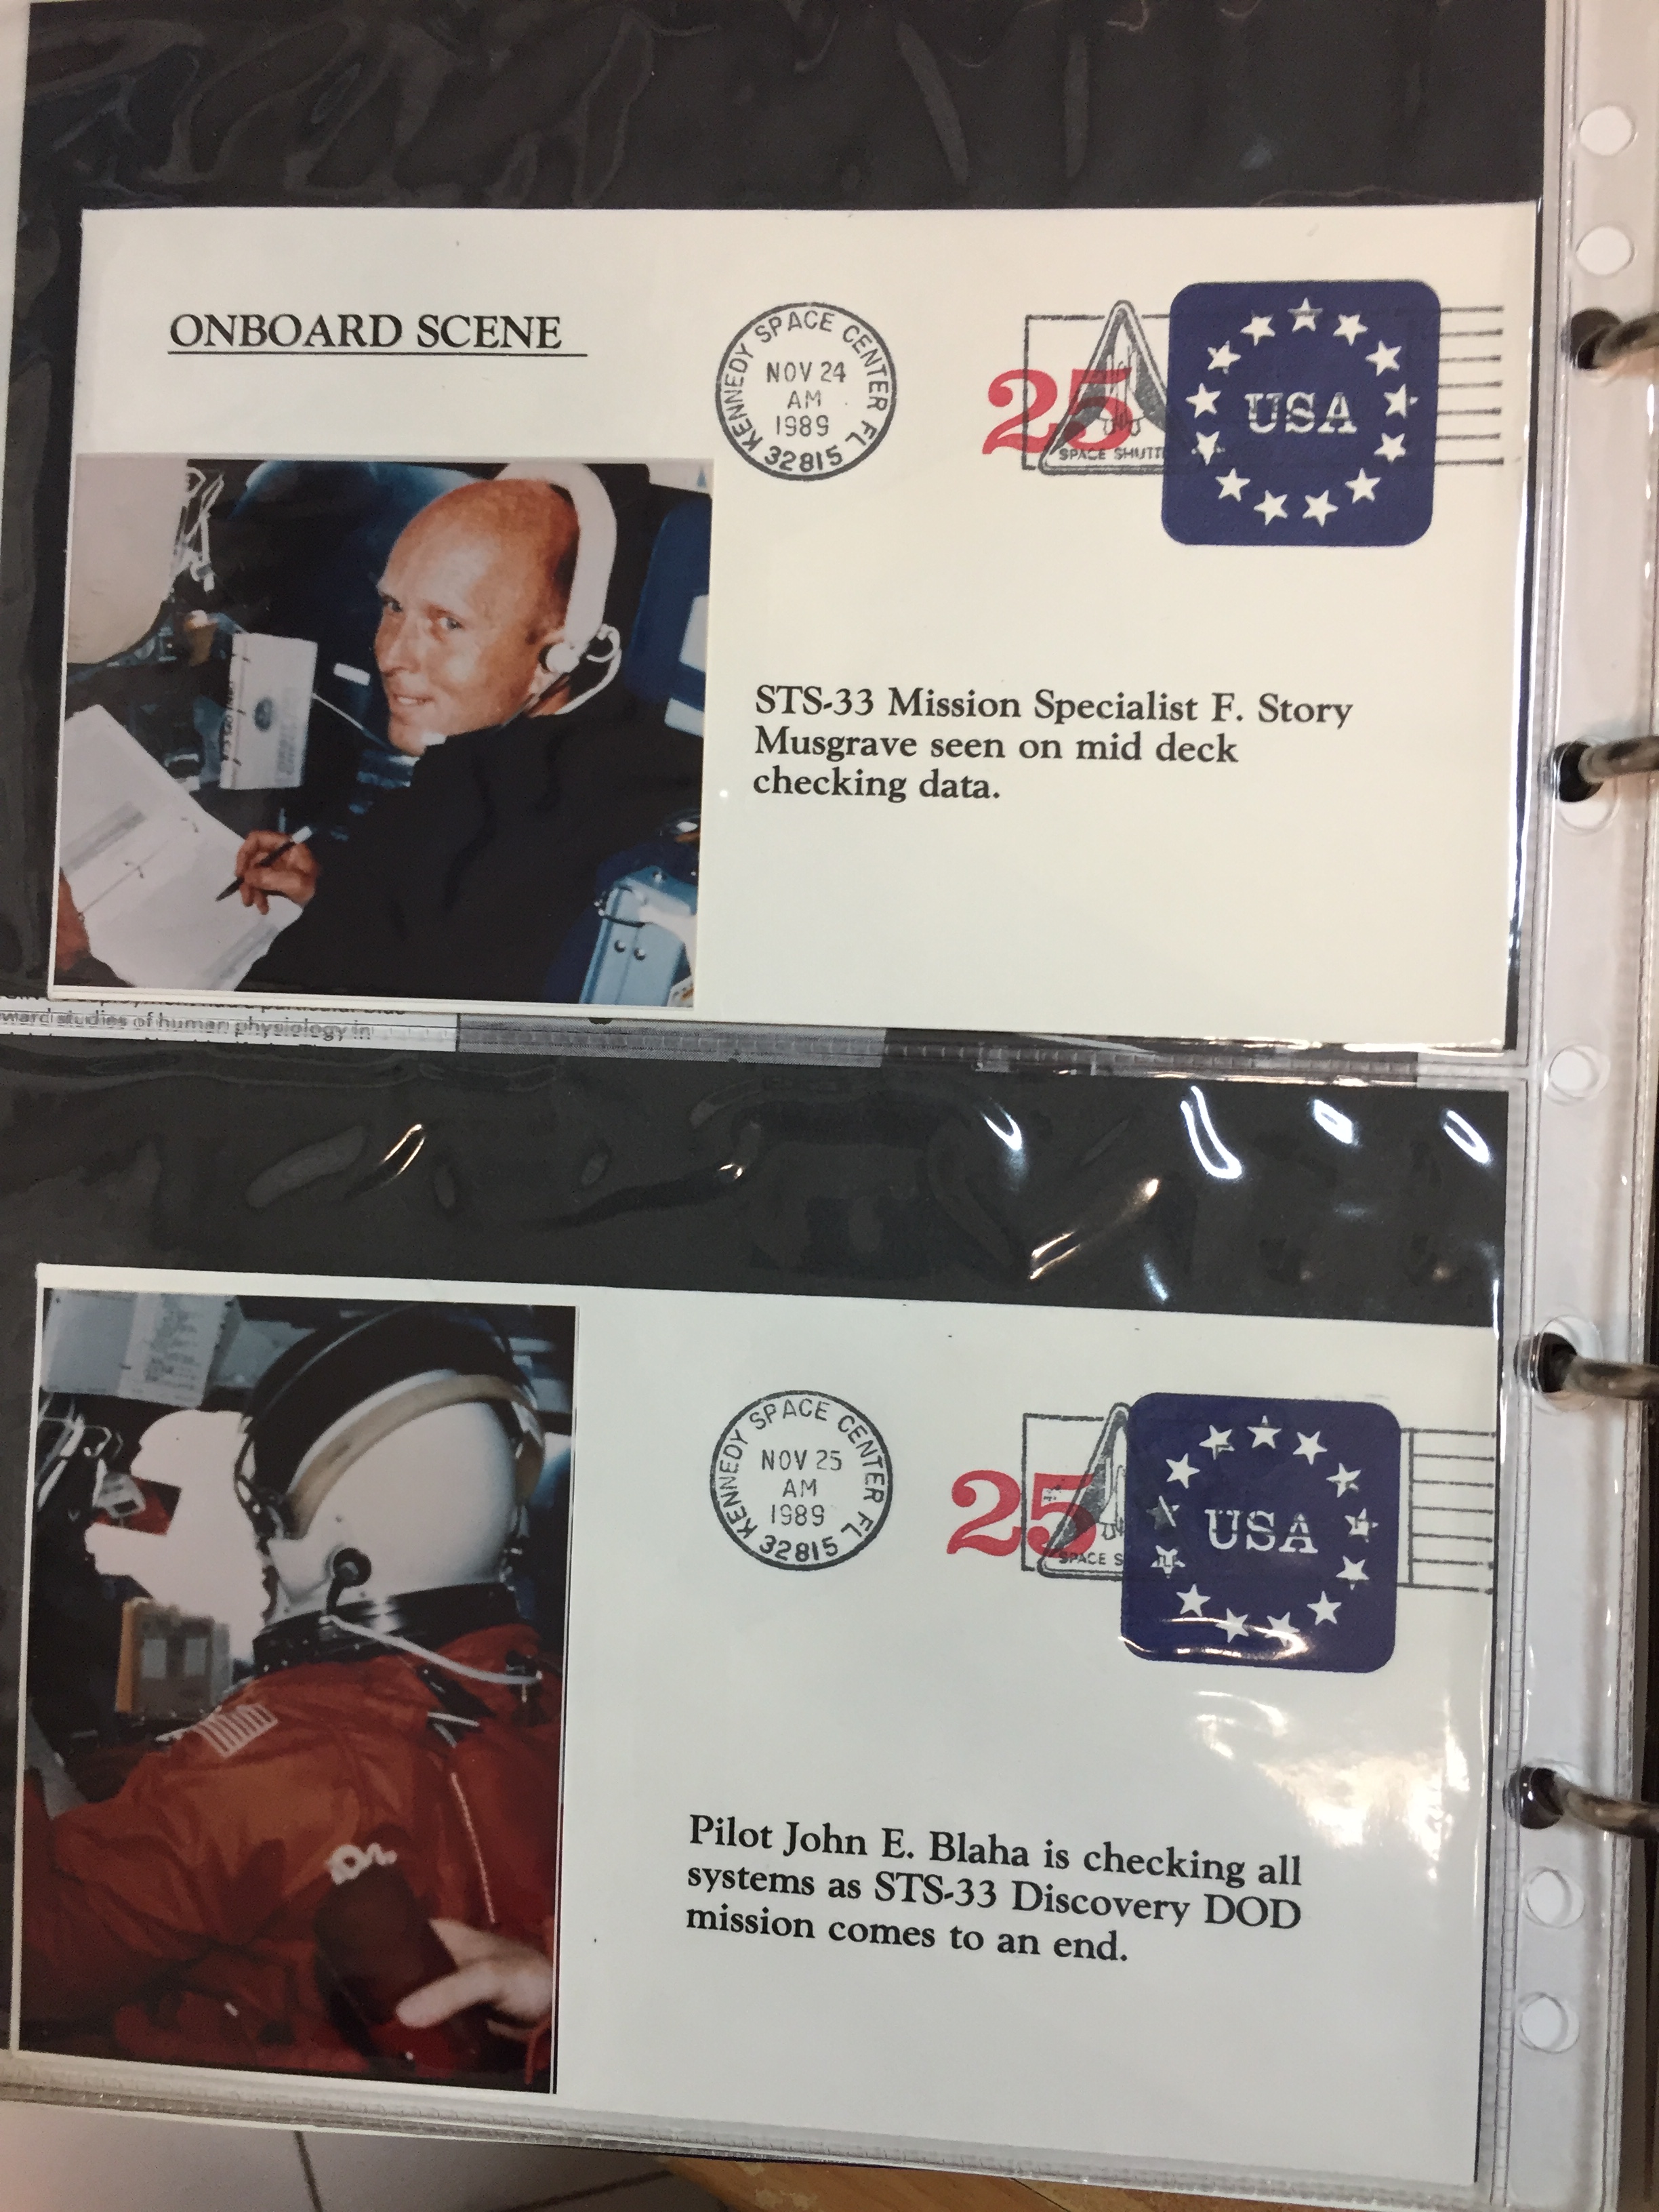 ONBOARD SCENE
KENNEDY SPACE CENTER FL
NOV 24
AM
1989
32815
25
SPACE SHUTT
USA
STS-33 Mission Specialist F. Story
Musgrave seen on mid deck
checking data.
ward studies of human physiology in
KENNEDY SPACE CENTER FL
NOV 25
AM
1989
32815
25
SPACE S
USA
Pilot John E. Blaha is checking all
systems as STS-33 Discovery DOD
mission comes to an end.